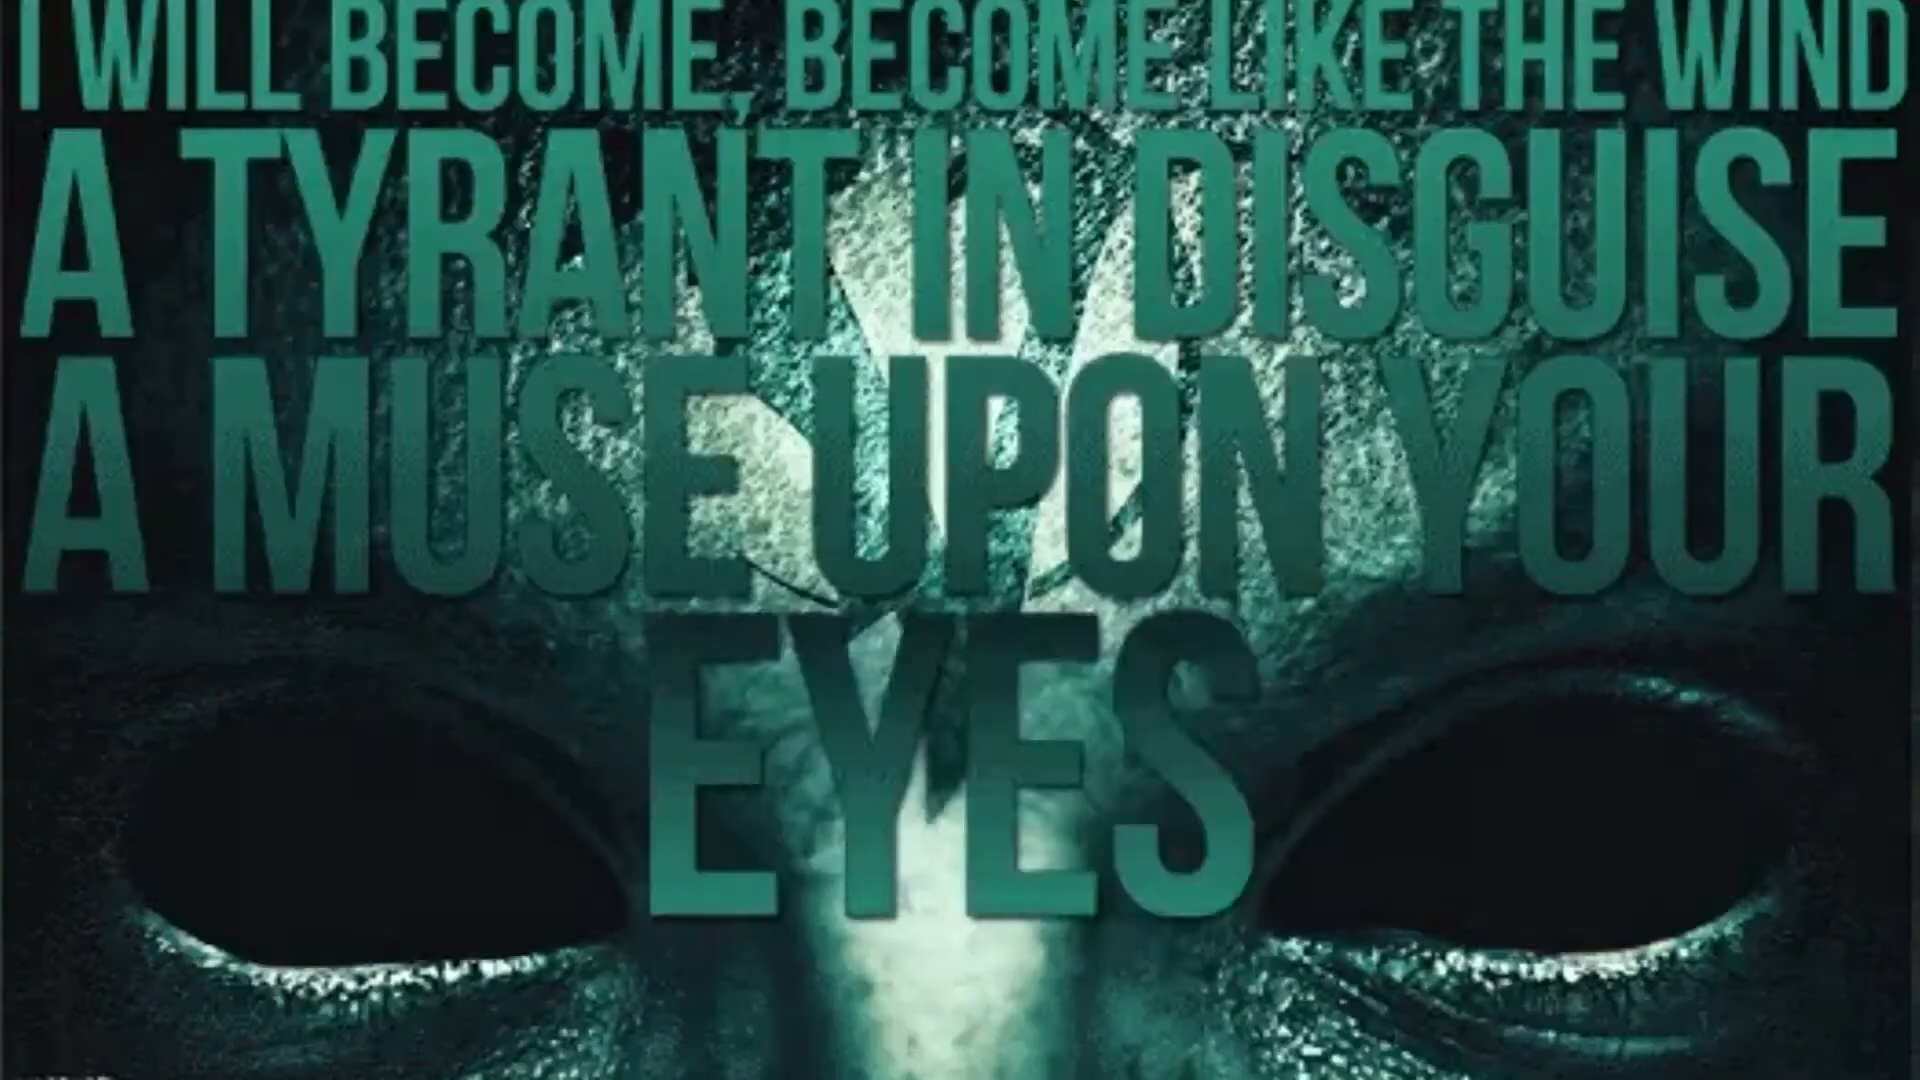 I WILL BECOME, BECOME LIKE THE WIND
A TYRANT IN DISGUISE
A MUSE UPON YOUR
EYES